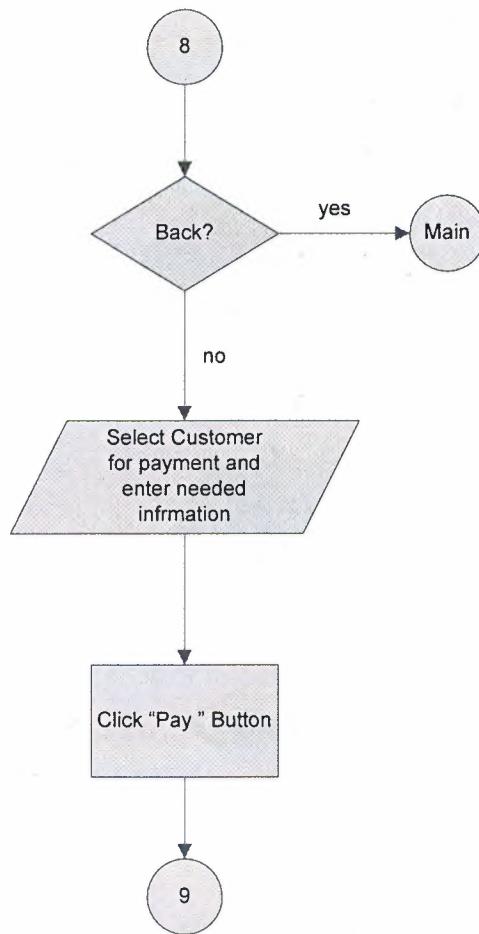 8
Back?
yes
Main
no
Select Customer
for payment and
enter needed
infrmation
Click “Pay ” Button
9